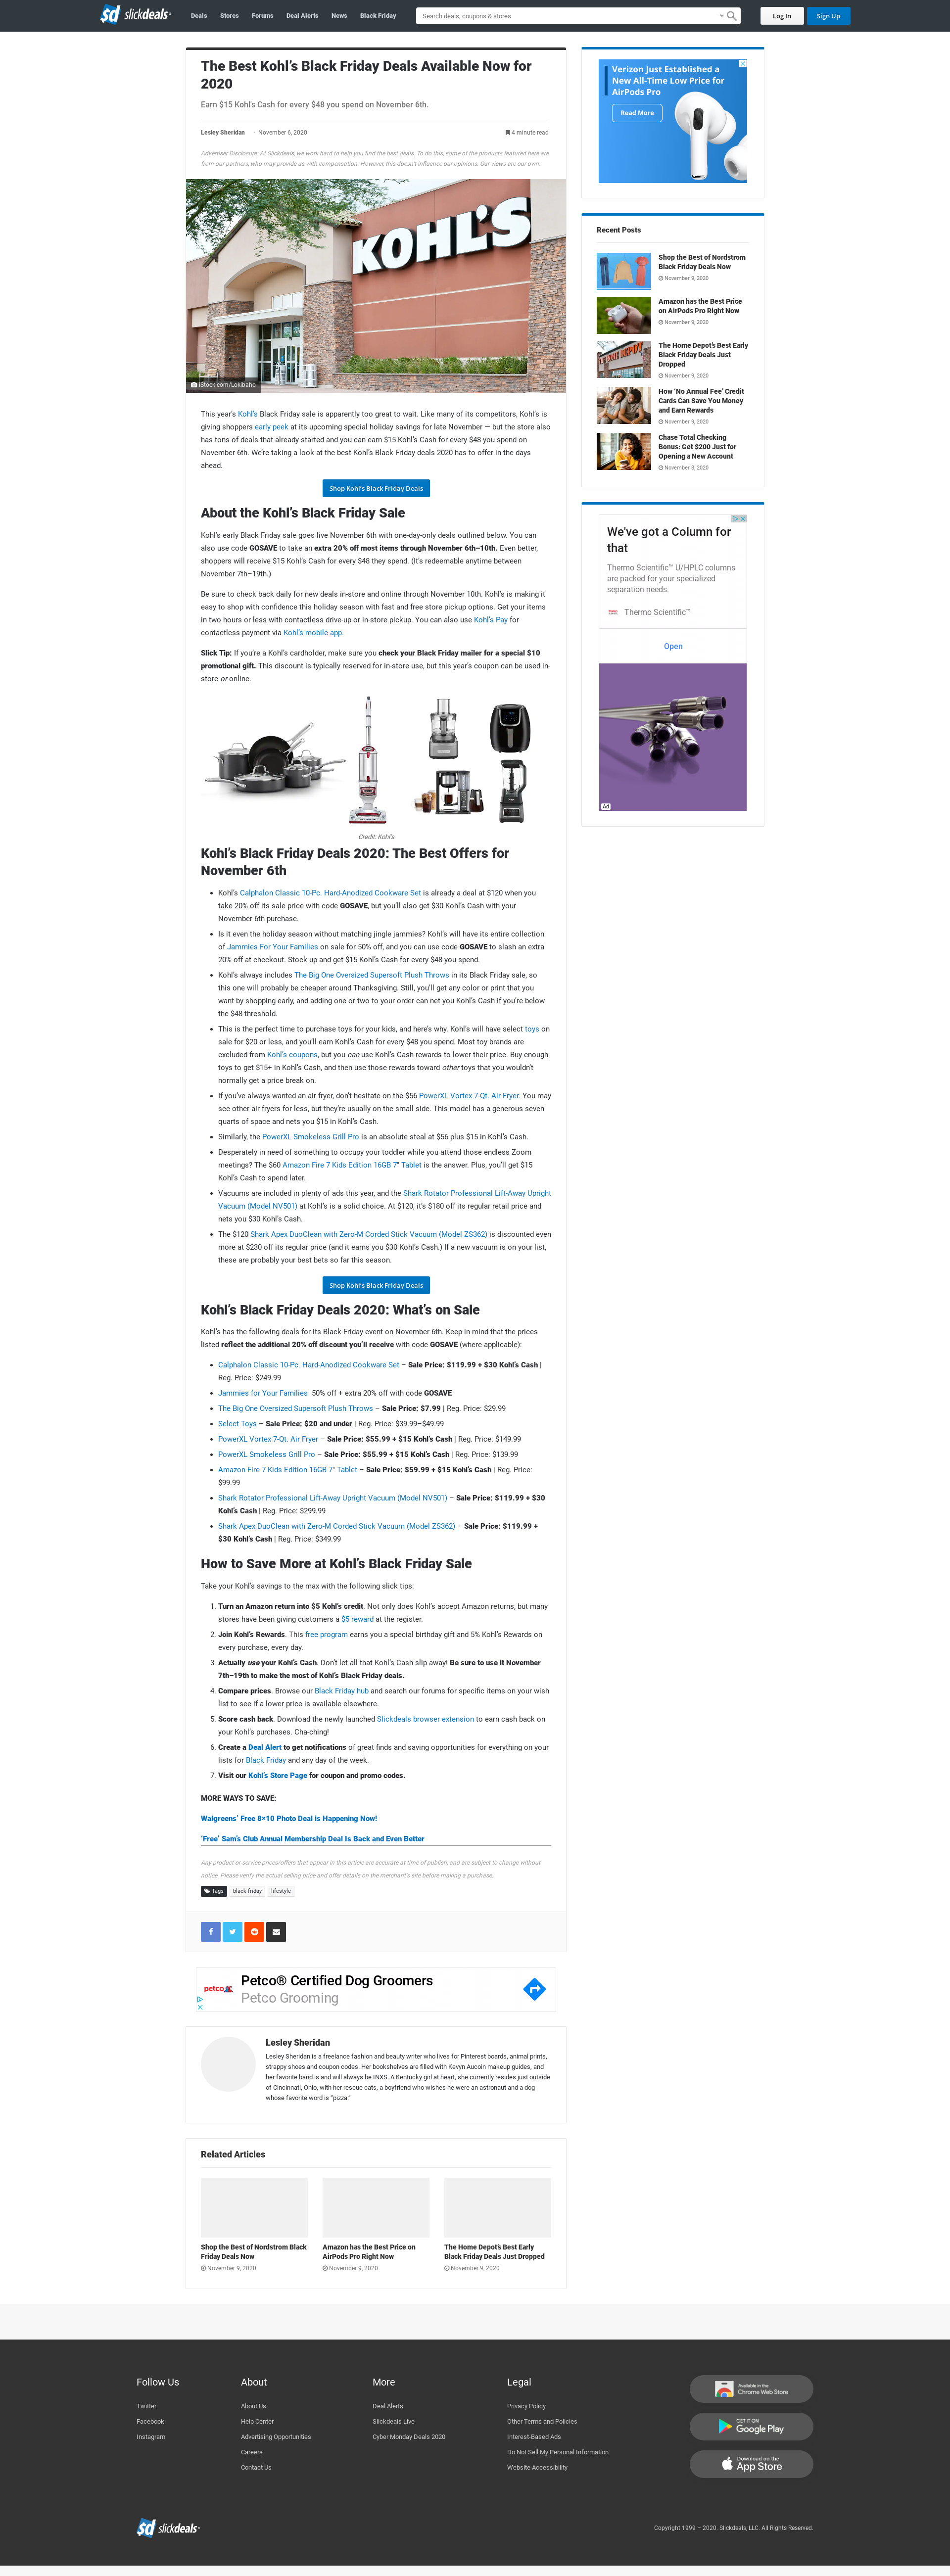 sd slickdeals
Deals
Stores
Forums
Deal Alerts
News
Black Friday
Search deals, coupons & stores
Log In
Sign Up
The Best Kohl's Black Friday Deals Available Now for
2020
Earn $15 Kohl's Cash for every $48 you spend on November 6th.
Lesley Sheridan
November 6, 2020
4 minute read
Advertiser Disclosure: At Slickdeals, we work hard to help you find the best deals. To do this, some of the products featured here are
from our partners, who may provide us with compensation. However, this doesn't influence our opinions. Our views are our own.
KOHL'S
iStock.com/LokiBaho
This year's Kohl's Black Friday sale is apparently too great to wait. Like many of its competitors, Kohl's is
giving shoppers early peek at its upcoming special holiday savings for late November — but the store also
has tons of deals that already started and you can earn $15 Kohl's Cash for every $48 you spend on
November 6th. We're taking a look at the best Kohl's Black Friday deals 2020 has to offer in the days
ahead.
Shop Kohl's Black Friday Deals
About the Kohl's Black Friday Sale
Kohl's early Black Friday sale goes live November 6th with one-day-only deals outlined below. You can
also use code GOSAVE to take an extra 20% off most items through November 6th–10th. Even better,
shoppers will receive $15 Kohl's Cash for every $48 they spend. (It's redeemable anytime between
November 7th–19th.)
Be sure to check back daily for new deals in-store and online through November 10th. Kohl's is making it
easy to shop with confidence this holiday season with fast and free store pickup options. Get your items
in two hours or less with contactless drive-up or in-store pickup. You can also use Kohl's Pay for
contactless payment via Kohl's mobile app.
Slick Tip: If you're a Kohl's cardholder, make sure you check your Black Friday mailer for a special $10
promotional gift. This discount is typically reserved for in-store use, but this year's coupon can be used in-
store or online.
Credit: Kohl's
Kohl's Black Friday Deals 2020: The Best Offers for
November 6th
• Kohl's Calphalon Classic 10-Pc. Hard-Anodized Cookware Set is already a deal at $120 when you
take 20% off its sale price with code GOSAVE, but you'll also get $30 Kohl's Cash with your
November 6th purchase.
• Is it even the holiday season without matching jingle jammies? Kohl's will have its entire collection
of Jammies For Your Families on sale for 50% off, and you can use code GOSAVE to slash an extra
20% off at checkout. Stock up and get $15 Kohl's Cash for every $48 you spend.
• Kohl's always includes The Big One Oversized Supersoft Plush Throws in its Black Friday sale, so
this one will probably be cheaper around Thanksgiving. Still, you'll get any color or print that you
want by shopping early, and adding one or two to your order can net you Kohl's Cash if you're below
the $48 threshold.
• This is the perfect time to purchase toys for your kids, and here's why. Kohl's will have select toys on
sale for $20 or less, and you'll earn Kohl's Cash for every $48 you spend. Most toy brands are
excluded from Kohl's coupons, but you can use Kohl's Cash rewards to lower their price. Buy enough
toys to get $15+ in Kohl's Cash, and then use those rewards toward other toys that you wouldn't
normally get a price break on.
• If you've always wanted an air fryer, don't hesitate on the $56 PowerXL Vortex 7-Qt. Air Fryer. You may
see other air fryers for less, but they're usually on the small side. This model has a generous seven
quarts of space and nets you $15 in Kohl's Cash.
• Similarly, the PowerXL Smokeless Grill Pro is an absolute steal at $56 plus $15 in Kohl's Cash.
• Desperately in need of something to occupy your toddler while you attend those endless Zoom
meetings? The $60 Amazon Fire 7 Kids Edition 16GB 7" Tablet is the answer. Plus, you'll get $15
Kohl's Cash to spend later.
• Vacuums are included in plenty of ads this year, and the Shark Rotator Professional Lift-Away Upright
Vacuum (Model NV501) at Kohl's is a solid choice. At $120, it's $180 off its regular retail price and
nets you $30 Kohl's Cash.
• The $120 Shark Apex DuoClean with Zero-M Corded Stick Vacuum (Model ZS362) is discounted even
more at $230 off its regular price (and it earns you $30 Kohl's Cash.) If a new vacuum is on your list,
these are probably your best bets so far this season.
Shop Kohl's Black Friday Deals
Kohl's Black Friday Deals 2020: What's on Sale
Kohl's has the following deals for its Black Friday event on November 6th. Keep in mind that the prices
listed reflect the additional 20% off discount you'll receive with code GOSAVE (where applicable):
• Calphalon Classic 10-Pc. Hard-Anodized Cookware Set – Sale Price: $119.99 + $30 Kohl's Cash |
Reg. Price: $249.99
• Jammies for Your Families 50% off + extra 20% off with code GOSAVE
• The Big One Oversized Supersoft Plush Throws – Sale Price: $7.99 | Reg. Price: $29.99
• Select Toys – Sale Price: $20 and under | Reg. Price: $39.99–$49.99
• PowerXL Vortex 7-Qt. Air Fryer – Sale Price: $55.99 + $15 Kohl's Cash | Reg. Price: $149.99
• PowerXL Smokeless Grill Pro – Sale Price: $55.99 + $15 Kohl's Cash | Reg. Price: $139.99
• Amazon Fire 7 Kids Edition 16GB 7" Tablet – Sale Price: $59.99 + $15 Kohl's Cash | Reg. Price:
$99.99
• Shark Rotator Professional Lift-Away Upright Vacuum (Model NV501) – Sale Price: $119.99 + $30
Kohl's Cash | Reg. Price: $299.99
• Shark Apex DuoClean with Zero-M Corded Stick Vacuum (Model ZS362) – Sale Price: $119.99 +
$30 Kohl's Cash | Reg. Price: $349.99
How to Save More at Kohl's Black Friday Sale
Take your Kohl's savings to the max with the following slick tips:
1. Turn an Amazon return into $5 Kohl's credit. Not only does Kohl's accept Amazon returns, but many
stores have been giving customers a $5 reward at the register.
2. Join Kohl's Rewards. This free program earns you a special birthday gift and 5% Kohl's Rewards on
every purchase, every day.
3. Actually use your Kohl's Cash. Don't let all that Kohl's Cash slip away! Be sure to use it November
7th–19th to make the most of Kohl's Black Friday deals.
4. Compare prices. Browse our Black Friday hub and search our forums for specific items on your wish
list to see if a lower price is available elsewhere.
5. Score cash back. Download the newly launched Slickdeals browser extension to earn cash back on
your Kohl's purchases. Cha-ching!
6. Create a Deal Alert to get notifications of great finds and saving opportunities for everything on your
lists for Black Friday and any day of the week.
7. Visit our Kohl's Store Page for coupon and promo codes.
MORE WAYS TO SAVE:
Walgreens' Free 8×10 Photo Deal is Happening Now!
'Free' Sam's Club Annual Membership Deal Is Back and Even Better
Any product or service prices/offers that appear in this article are accurate at time of publish, and are subject to change without
notice. Please verify the actual selling price and offer details on the merchant's site before making a purchase.
Tags
black-friday
lifestyle
petco
Petco® Certified Dog Groomers
Petco Grooming
Lesley Sheridan
Lesley Sheridan is a freelance fashion and beauty writer who lives for Pinterest boards, animal prints,
strappy shoes and coupon codes. Her bookshelves are filled with Kevyn Aucoin makeup guides, and
her favorite band is and will always be INXS. A Kentucky girl at heart, she currently resides just outside
of Cincinnati, Ohio, with her rescue cats, a boyfriend who wishes he were an astronaut and a dog
whose favorite word is "pizza."
Related Articles
Shop the Best of Nordstrom Black
Friday Deals Now
November 9, 2020
Amazon has the Best Price on
AirPods Pro Right Now
November 9, 2020
The Home Depot's Best Early
Black Friday Deals Just Dropped
November 9, 2020
Verizon Just Established a
New All-Time Low Price for
AirPods Pro
Read More
Recent Posts
Shop the Best of Nordstrom
Black Friday Deals Now
November 9, 2020
Amazon has the Best Price
on AirPods Pro Right Now
November 9, 2020
The Home Depot's Best Early
Black Friday Deals Just
Dropped
November 9, 2020
How 'No Annual Fee' Credit
Cards Can Save You Money
and Earn Rewards
November 9, 2020
Chase Total Checking
Bonus: Get $200 Just for
Opening a New Account
November 8, 2020
We've got a Column for
that
Thermo Scientific™ U/HPLC columns
are packed for your specialized
separation needs.
Thermo Scientific™
Open
Ad
Follow Us
Twitter
Facebook
Instagram
About
About Us
Help Center
Advertising Opportunities
Careers
Contact Us
More
Deal Alerts
Slickdeals Live
Cyber Monday Deals 2020
Legal
Privacy Policy
Other Terms and Policies
Interest-Based Ads
Do Not Sell My Personal Information
Website Accessibility
Available in the
Chrome Web Store
GET IT ON
Google Play
Download on the
App Store
sd slickdeals
Copyright 1999 – 2020. Slickdeals, LLC. All Rights Reserved.